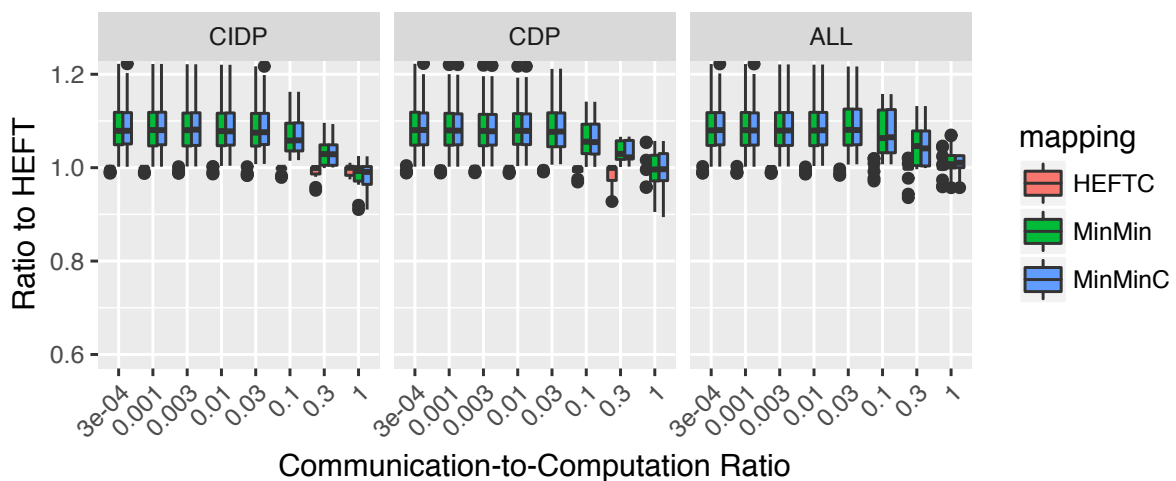 CIDP CDP ALL
Ratio to HEFT
1.2
1.0
0.8
0.6
3e-04 0.001 0.003 0.01 0.03 0.1 0.3 1
3e-04 0.001 0.003 0.01 0.03 0.1 0.3 1
3e-04 0.001 0.003 0.01 0.03 0.1 0.3 1
Communication-to-Computation Ratio
mapping
HEFTC
MinMin
MinMinC